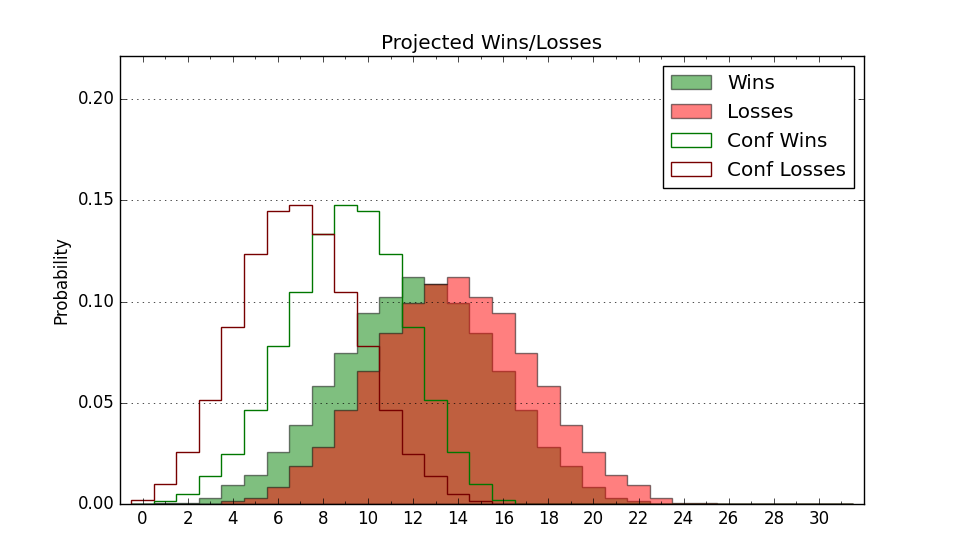 Projected Wins/Losses
Wins
Losses
Conf Wins
Conf Losses
Probability
0.20
0.15
0.10
0.05
0.00
0 2 4 6 8 10 12 14 16 18 20 22 24 26 28 30